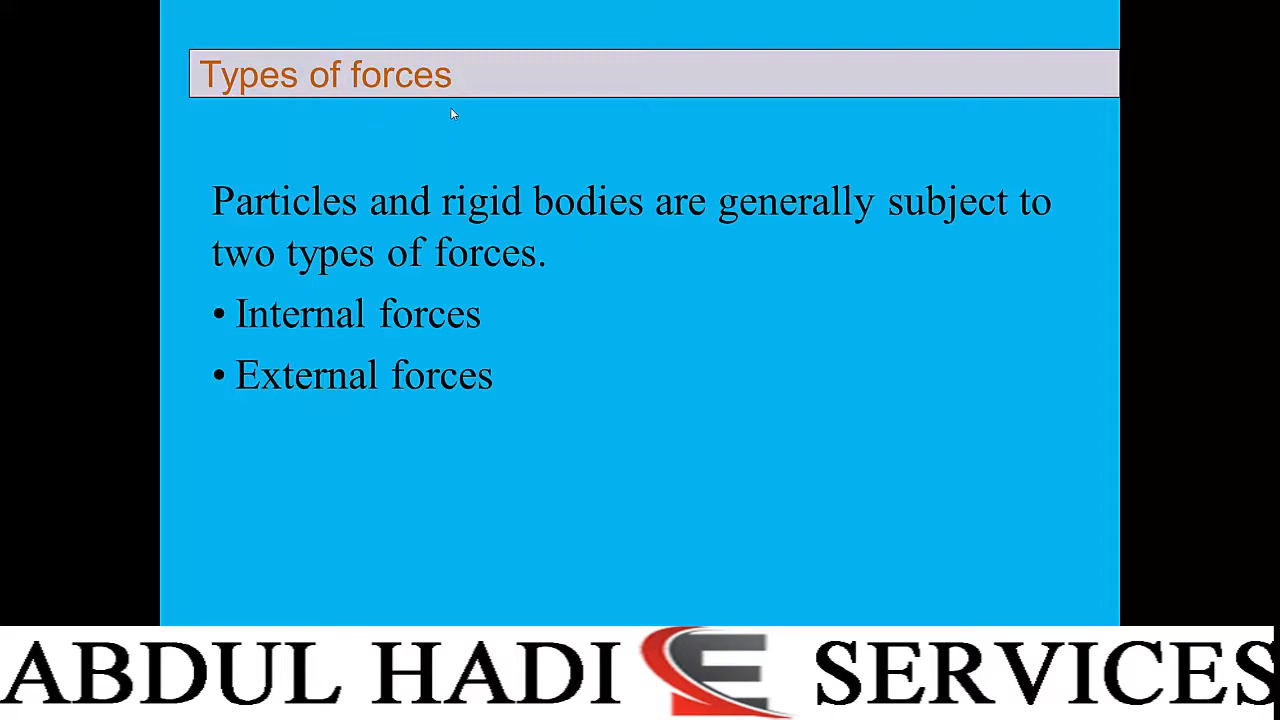 Types of forces
Particles and rigid bodies are generally subject to
two types of forces.
• Internal forces
• External forces
ABDUL HADI E SERVICES